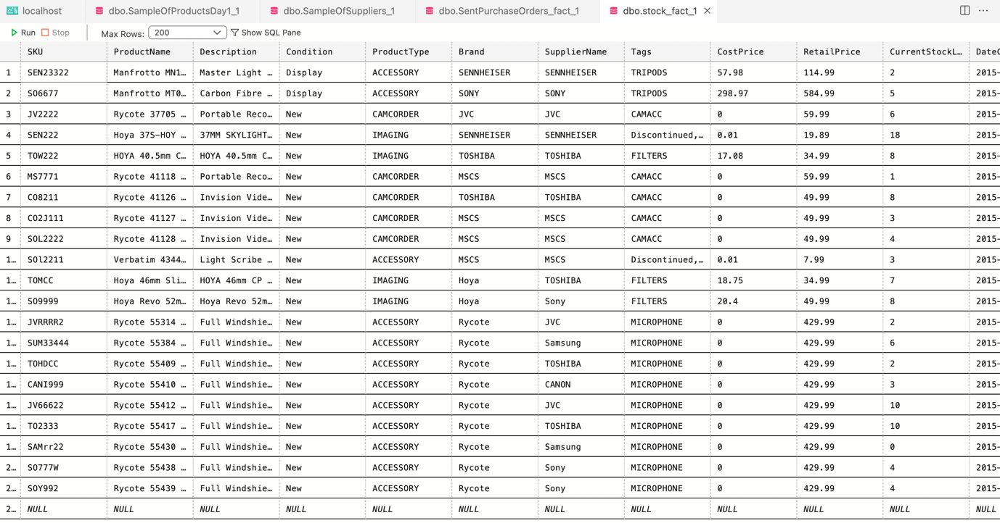 localhost dbo.SampleOfProductsDay1_1 dbo.SampleOfSuppliers_1 dbo.SentPurchaseOrders_fact_1 dbo.stock_fact_1
Run Stop Max Rows: 200 Show SQL Pane
SKU ProductName Description Condition ProductType Brand SupplierName Tags CostPrice RetailPrice CurrentStockL… DateC
1 SEN23322 Manfrotto MN1… Master Light … Display ACCESSORY SENNHEISER SENNHEISER TRIPODS 57.98 114.99 2 2015-
2 SO6677 Manfrotto MT0… Carbon Fibre … Display ACCESSORY SONY SONY TRIPODS 298.97 584.99 5 2015-
3 JV2222 Rycote 37705 … Portable Reco… New CAMCORDER JVC JVC CAMACC 0 59.99 6 2015-
4 SEN222 Hoya 37S-HOY … 37MM SKYLIGHT… New IMAGING SENNHEISER SENNHEISER Discontinued,… 0.01 19.89 18 2015-
5 TOW222 HOYA 40.5mm C… HOYA 40.5mm C… New IMAGING TOSHIBA TOSHIBA FILTERS 17.08 34.99 8 2015-
6 MS7771 Rycote 41118 … Portable Reco… New CAMCORDER MSCS MSCS CAMACC 0 59.99 1 2015-
7 CO8211 Rycote 41126 … Invision Vide… New CAMCORDER TOSHIBA TOSHIBA CAMACC 0 49.99 8 2015-
8 CO2J111 Rycote 41127 … Invision Vide… New CAMCORDER MSCS MSCS CAMACC 0 49.99 3 2015-
9 SOL2222 Rycote 41128 … Invision Vide… New CAMCORDER MSCS MSCS CAMACC 0 49.99 4 2015-
1… SOl2211 Verbatim 4344… Light Scribe … New ACCESSORY MSCS MSCS Discontinued,… 0.01 7.99 3 2015-
1… TOMCC Hoya 46mm Sli… HOYA 46mm CP … New IMAGING Hoya TOSHIBA FILTERS 18.75 34.99 7 2015-
1… SO9999 Hoya Revo 52m… Hoya Revo 52m… New IMAGING Hoya Sony FILTERS 20.4 49.99 8 2015-
1… JVRRRR2 Rycote 55314 … Full Windshie… New ACCESSORY Rycote JVC MICROPHONE 0 429.99 2 2015-
1… SUM33444 Rycote 55384 … Full Windshie… New ACCESSORY Rycote Samsung MICROPHONE 0 429.99 6 2015-
1… TOHDCC Rycote 55409 … Full Windshie… New ACCESSORY Rycote TOSHIBA MICROPHONE 0 429.99 2 2015-
1… CANI999 Rycote 55410 … Full Windshie… New ACCESSORY Rycote CANON MICROPHONE 0 429.99 3 2015-
1… JV66622 Rycote 55412 … Full Windshie… New ACCESSORY Rycote JVC MICROPHONE 0 429.99 10 2015-
1… TO2333 Rycote 55417 … Full Windshie… New ACCESSORY Rycote TOSHIBA MICROPHONE 0 429.99 10 2015-
1… SAMrr22 Rycote 55430 … Full Windshie… New ACCESSORY Rycote Samsung MICROPHONE 0 429.99 0 2015-
2… SO777W Rycote 55438 … Full Windshie… New ACCESSORY Rycote Sony MICROPHONE 0 429.99 4 2015-
2… SOY992 Rycote 55439 … Full Windshie… New ACCESSORY Rycote Sony MICROPHONE 0 429.99 4 2015-
2… NULL NULL NULL NULL NULL NULL NULL NULL NULL NULL NULL NULL